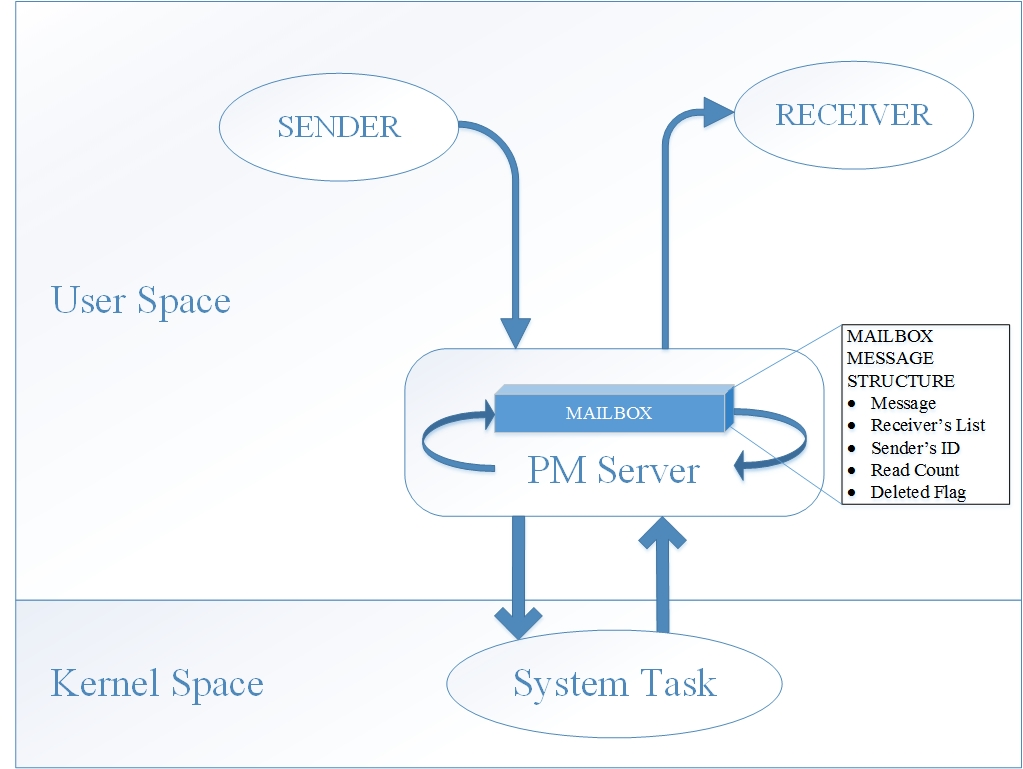 SENDER
RECEIVER
User Space
MAILBOX
MESSAGE
STRUCTURE
• Message
• Receiver's List
• Sender's ID
• Read Count
• Deleted Flag
MAILBOX
PM Server
Kernel Space
System Task